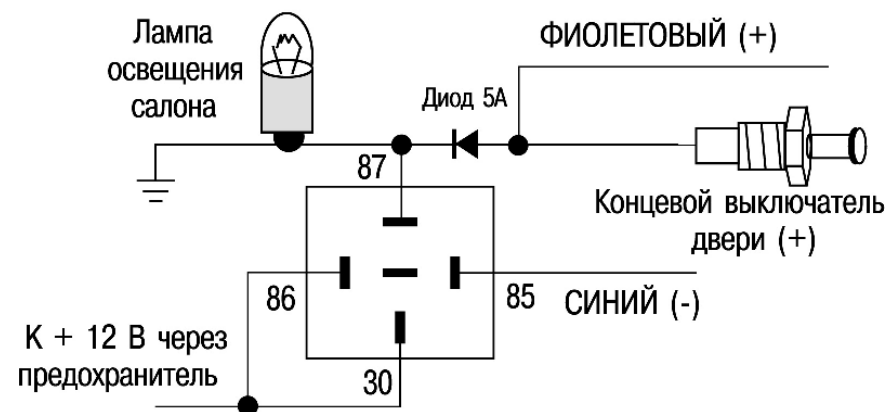 Лампа
освещения
салона
ФИОЛЕТОВЫЙ (+)
Диод 5А
87
Концевой выключатель
двери (+)
86
85
СИНИЙ (-)
К + 12 В через
предохранитель
30